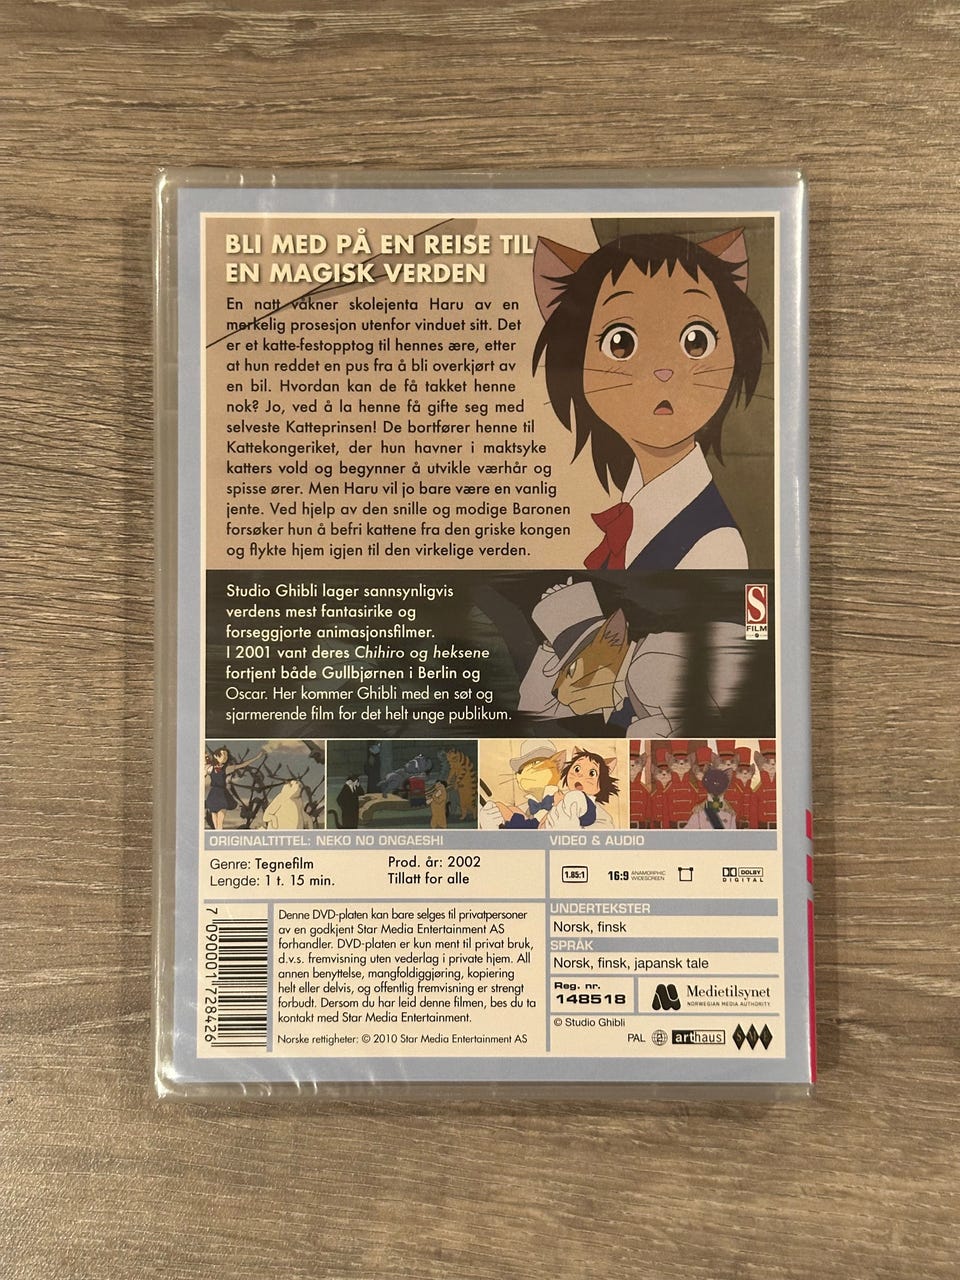 BLI MED PÅ EN REISE TIL
EN MAGISK VERDEN
En natt våkner skolejenta Haru av en
merkelig prosesjon utenfor vinduet sitt. Det
er et katte-festopptog til hennes ære, etter
at hun reddet en pus fra å bli overkjørt av
en bil. Hvordan kan de få takket henne
nok? Jo, ved å la henne få gifte seg med
selveste Katteprinsen! De bortfører henne til
Kattekongeriket, der hun havner i maktsyke
katters vold og begynner å utvikle værhår og
spisse ører. Men Haru vil jo bare være en vanlig
jente. Ved hjelp av den snille og modige Baronen
forsøker hun å befri kattene fra den griske kongen
og flykte hjem igjen til den virkelige verden.
Studio Ghibli lager sannsynligvis
verdens mest fantasirike og
forseggjorte animasjonsfilmer.
I 2001 vant deres Chihiro og heksene
fortjent både Gullbjørnen i Berlin og
Oscar. Her kommer Ghibli med en søt og
sjarmerende film for det helt unge publikum.
S
FILM
ORIGINALTITTEL: NEKO NO ONGAESHI
Genre: Tegnefilm
Prod. år: 2002
Lengde: 1 t. 15 min.
Tillatt for alle
VIDEO & AUDIO
1.85:1
16:9 ANAMORPHIC WIDESCREEN
DOLBY
DIGITAL
7 090001 728426
Denne DVD-platen kan bare selges til privatpersoner
av en godkjent Star Media Entertainment AS
forhandler. DVD-platen er kun ment til privat bruk,
d.v.s. fremvisning uten vederlag i private hjem. All
annen benyttelse, mangfoldiggjøring, kopiering
helt eller delvis, og offentlig fremvisning er strengt
forbudt. Dersom du har leid denne filmen, bes du ta
kontakt med Star Media Entertainment.
Norske rettigheter: © 2010 Star Media Entertainment AS
UNDERTEKSTER
Norsk, finsk
SPRÅK
Norsk, finsk, japansk tale
Reg. nr.
148518
Medietilsynet
NORWEGIAN MEDIA AUTHORITY
© Studio Ghibli
PAL 2 arthaus SME